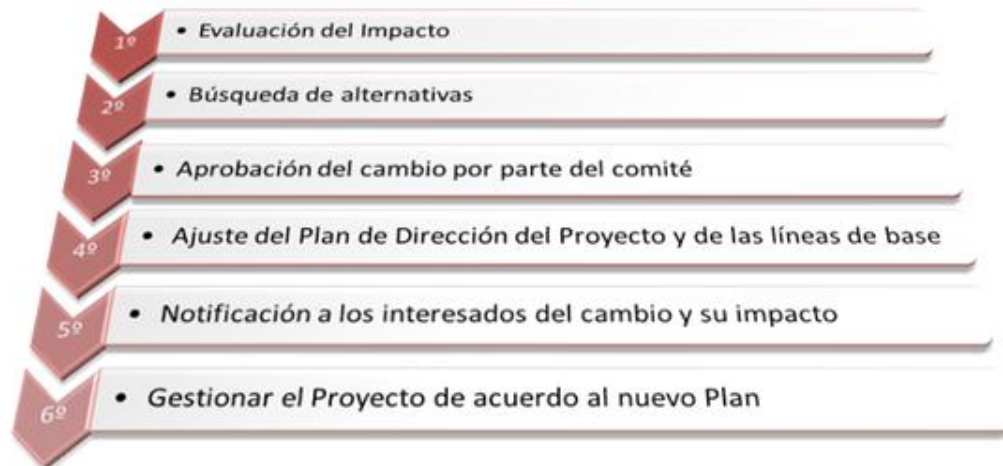 1º • Evaluación del Impacto
2º • Búsqueda de alternativas
3º • Aprobación del cambio por parte del comité
4º • Ajuste del Plan de Dirección del Proyecto y de las líneas de base
5º • Notificación a los interesados del cambio y su impacto
6º • Gestionar el Proyecto de acuerdo al nuevo Plan